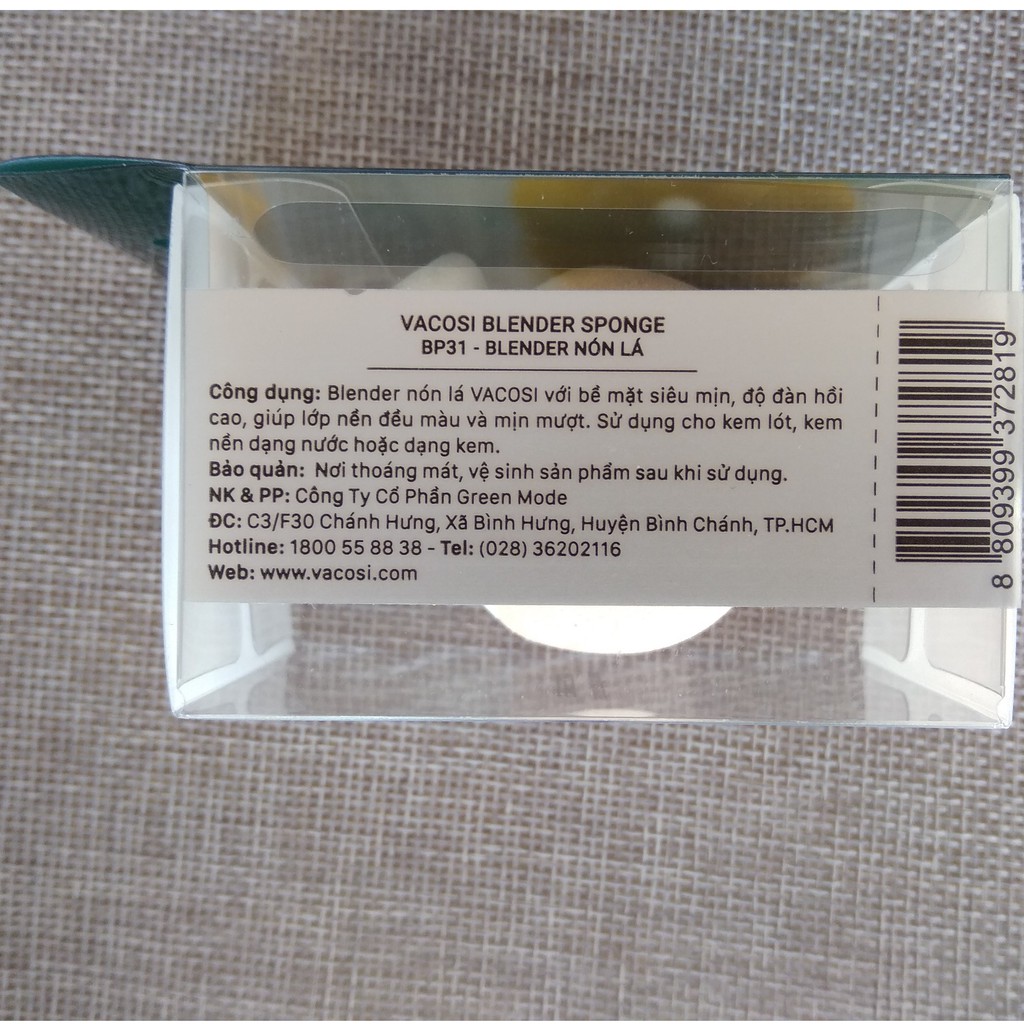 VACOSI BLENDER SPONGE
BP31 - BLENDER NÓN LÁ
Công dụng: Blender nón lá VACOSI với bề mặt siêu mịn, độ đàn hồi
cao, giúp lớp nền đều màu và mịn mượt. Sử dụng cho kem lót, kem
nền dạng nước hoặc dạng kem.
Bảo quản: Nơi thoáng mát, vệ sinh sản phẩm sau khi sử dụng.
NK & PP: Công Ty Cổ Phần Green Mode
ĐC: C3/F30 Chánh Hưng, Xã Bình Hưng, Huyện Bình Chánh, TP.HCM
Hotline: 1800 55 88 38 - Tel: (028) 36202116
Web: www.vacosi.com
8 809399 372819